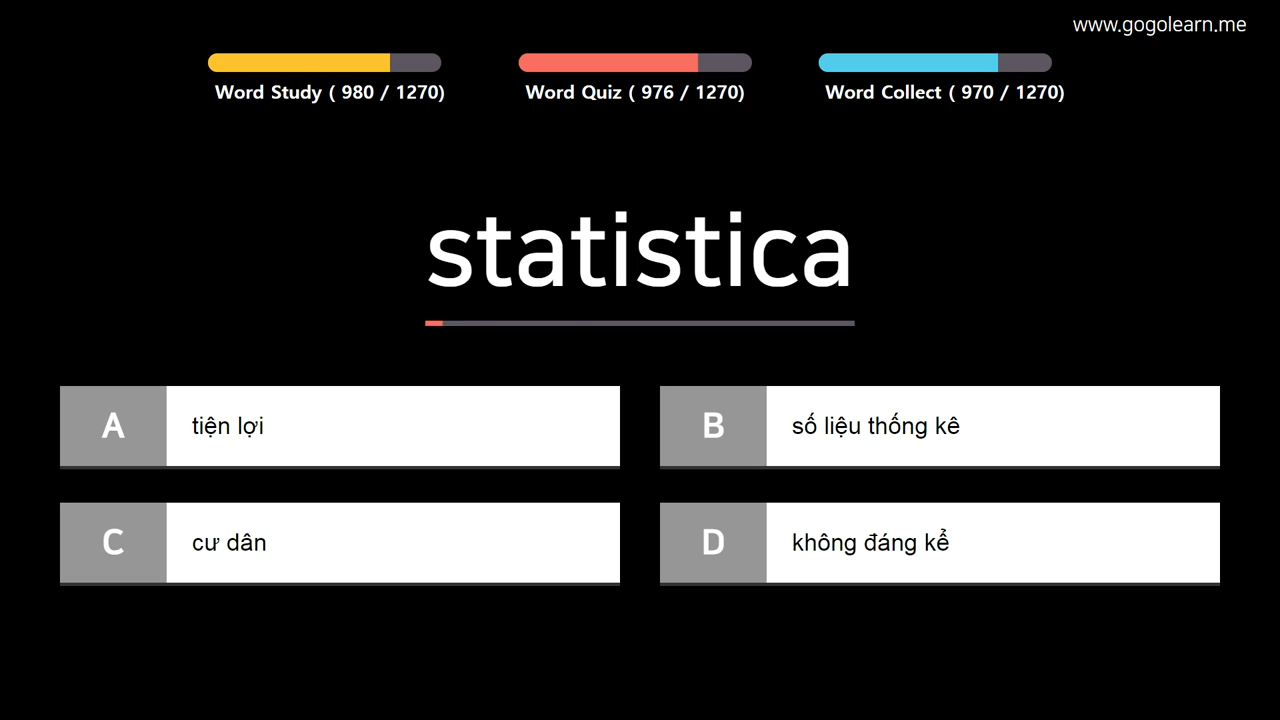 www.gogolearn.me
Word Study ( 980 / 1270)
Word Quiz ( 976 / 1270)
Word Collect ( 970 / 1270)
statistica
A
tiện lợi
B
số liệu thống kê
C
cư dân
D
không đáng kể